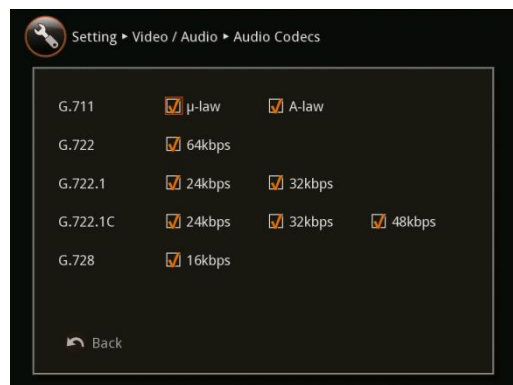 Setting ▸ Video / Audio ▸ Audio Codecs
G.711 µ-law A-law
G.722 64kbps
G.722.1 24kbps 32kbps
G.722.1C 24kbps 32kbps 48kbps
G.728 16kbps
Back